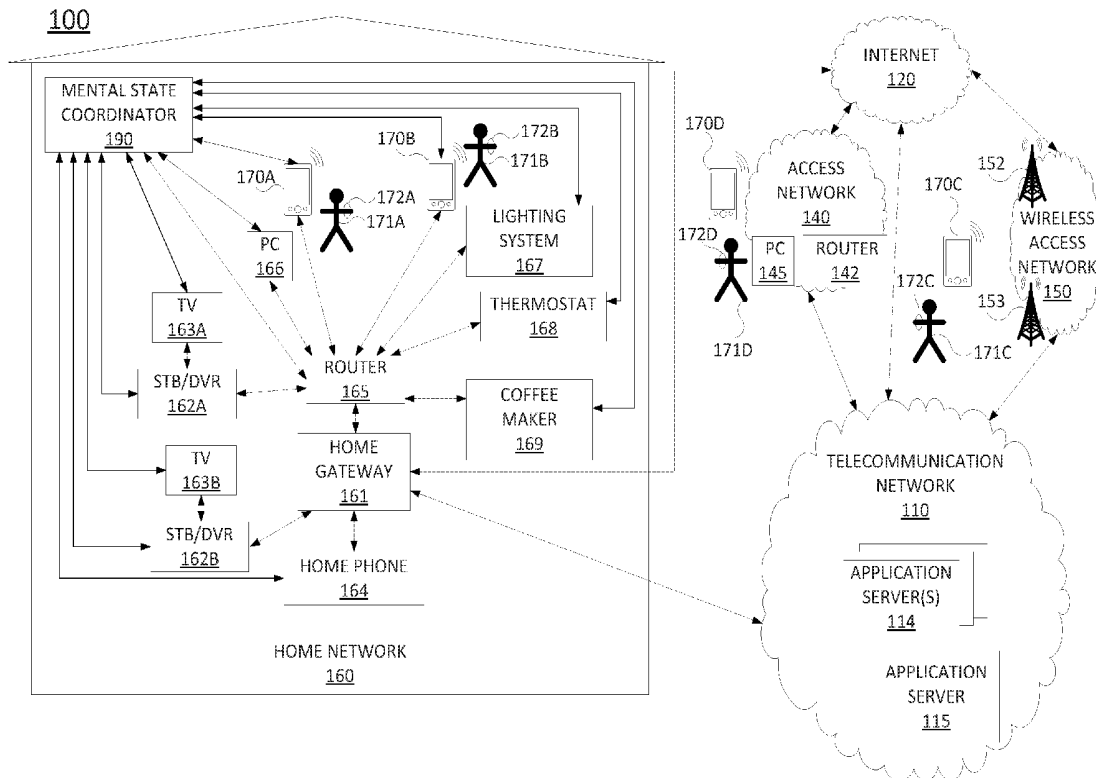 100
MENTAL STATE
COORDINATOR
190
170A
172A
171A
170B
172B
171B
PC
166
LIGHTING
SYSTEM
167
TV
163A
THERMOSTAT
168
STB/DVR
162A
ROUTER
165
COFFEE
MAKER
169
TV
163B
HOME
GATEWAY
161
STB/DVR
162B
HOME PHONE
164
HOME NETWORK
160
INTERNET
120
170D
ACCESS
NETWORK
140
172D
PC
145
ROUTER
142
171D
152
170C
WIRELESS
ACCESS
NETWORK
150
172C
153
171C
TELECOMMUNICATION
NETWORK
110
APPLICATION
SERVER(S)
114
APPLICATION
SERVER
115